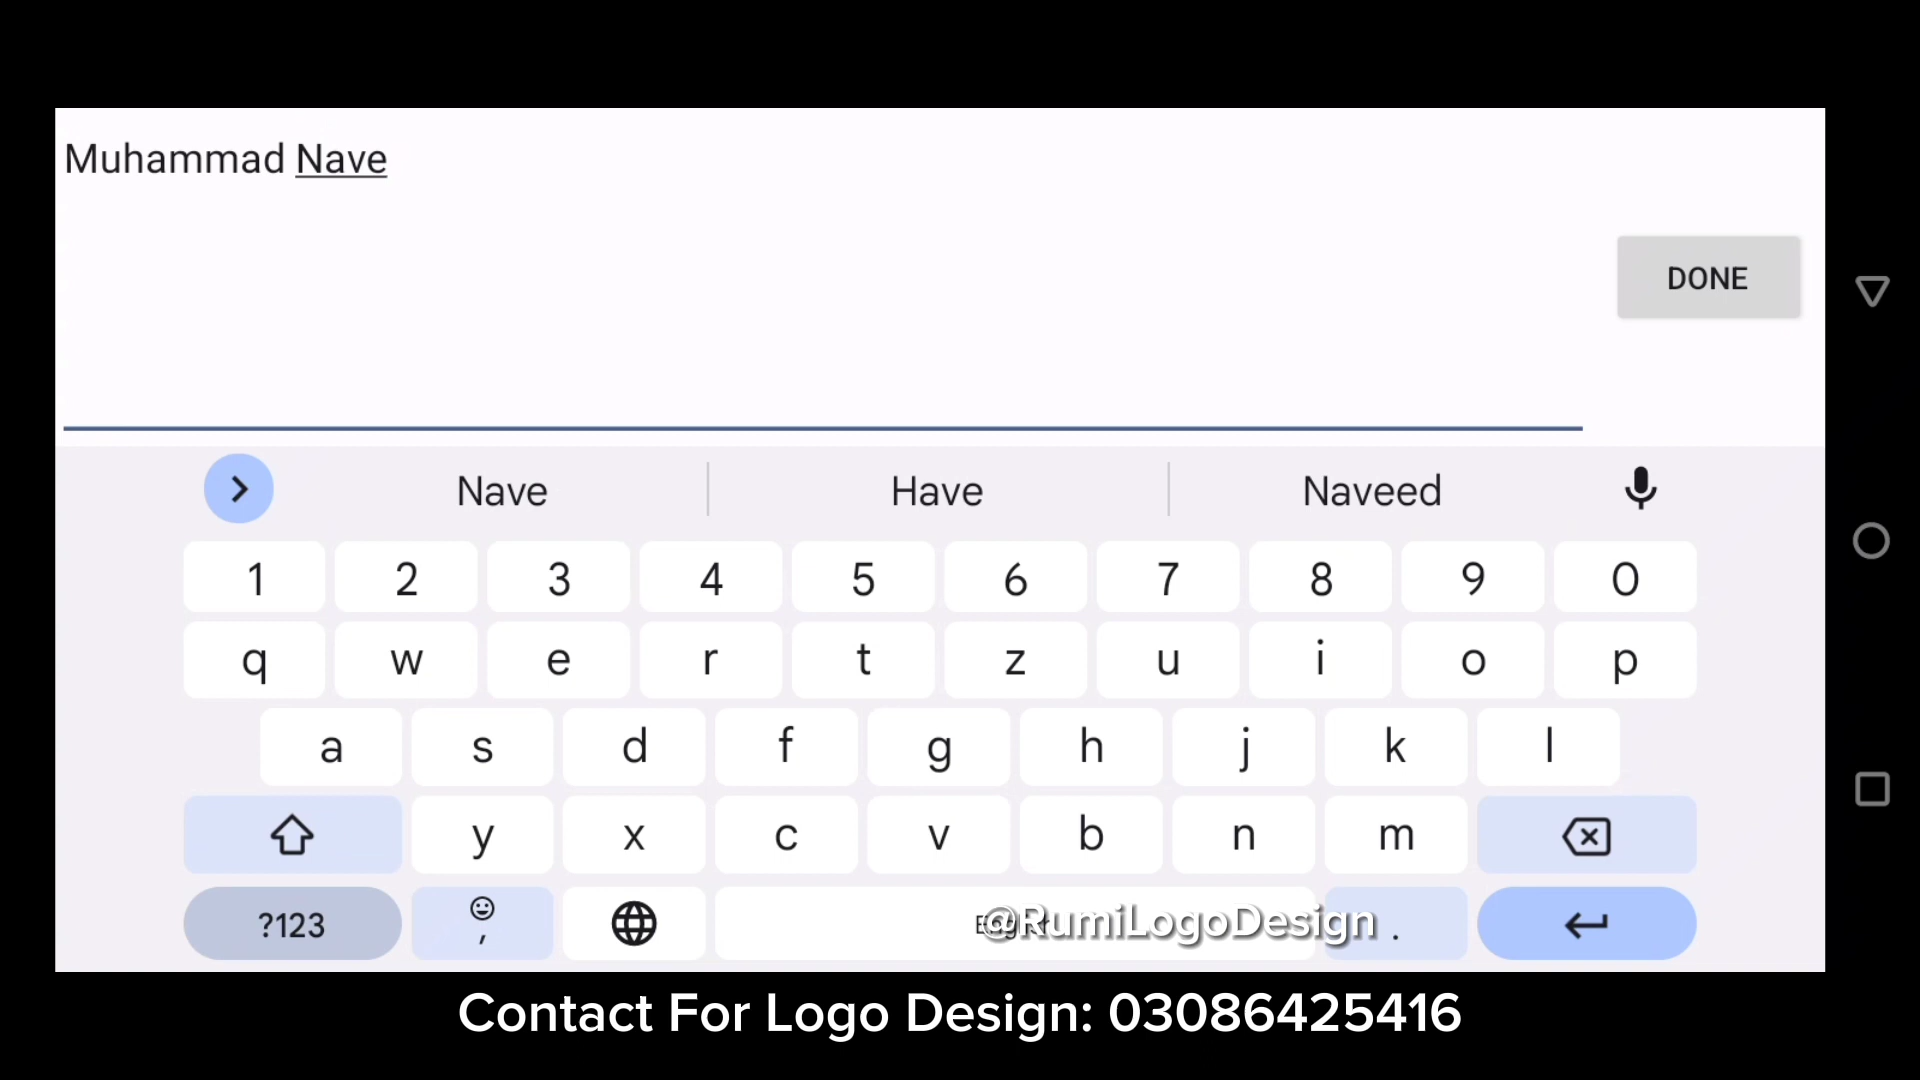 Muhammad Nave
DONE
Nave Have Naveed
1 2 3 4 5 6 7 8 9 0
q w e r t z u i o p
a s d f g h j k l
y x c v b n m
?123 , .
@RumiLogoDesign
Contact For Logo Design: 03086425416